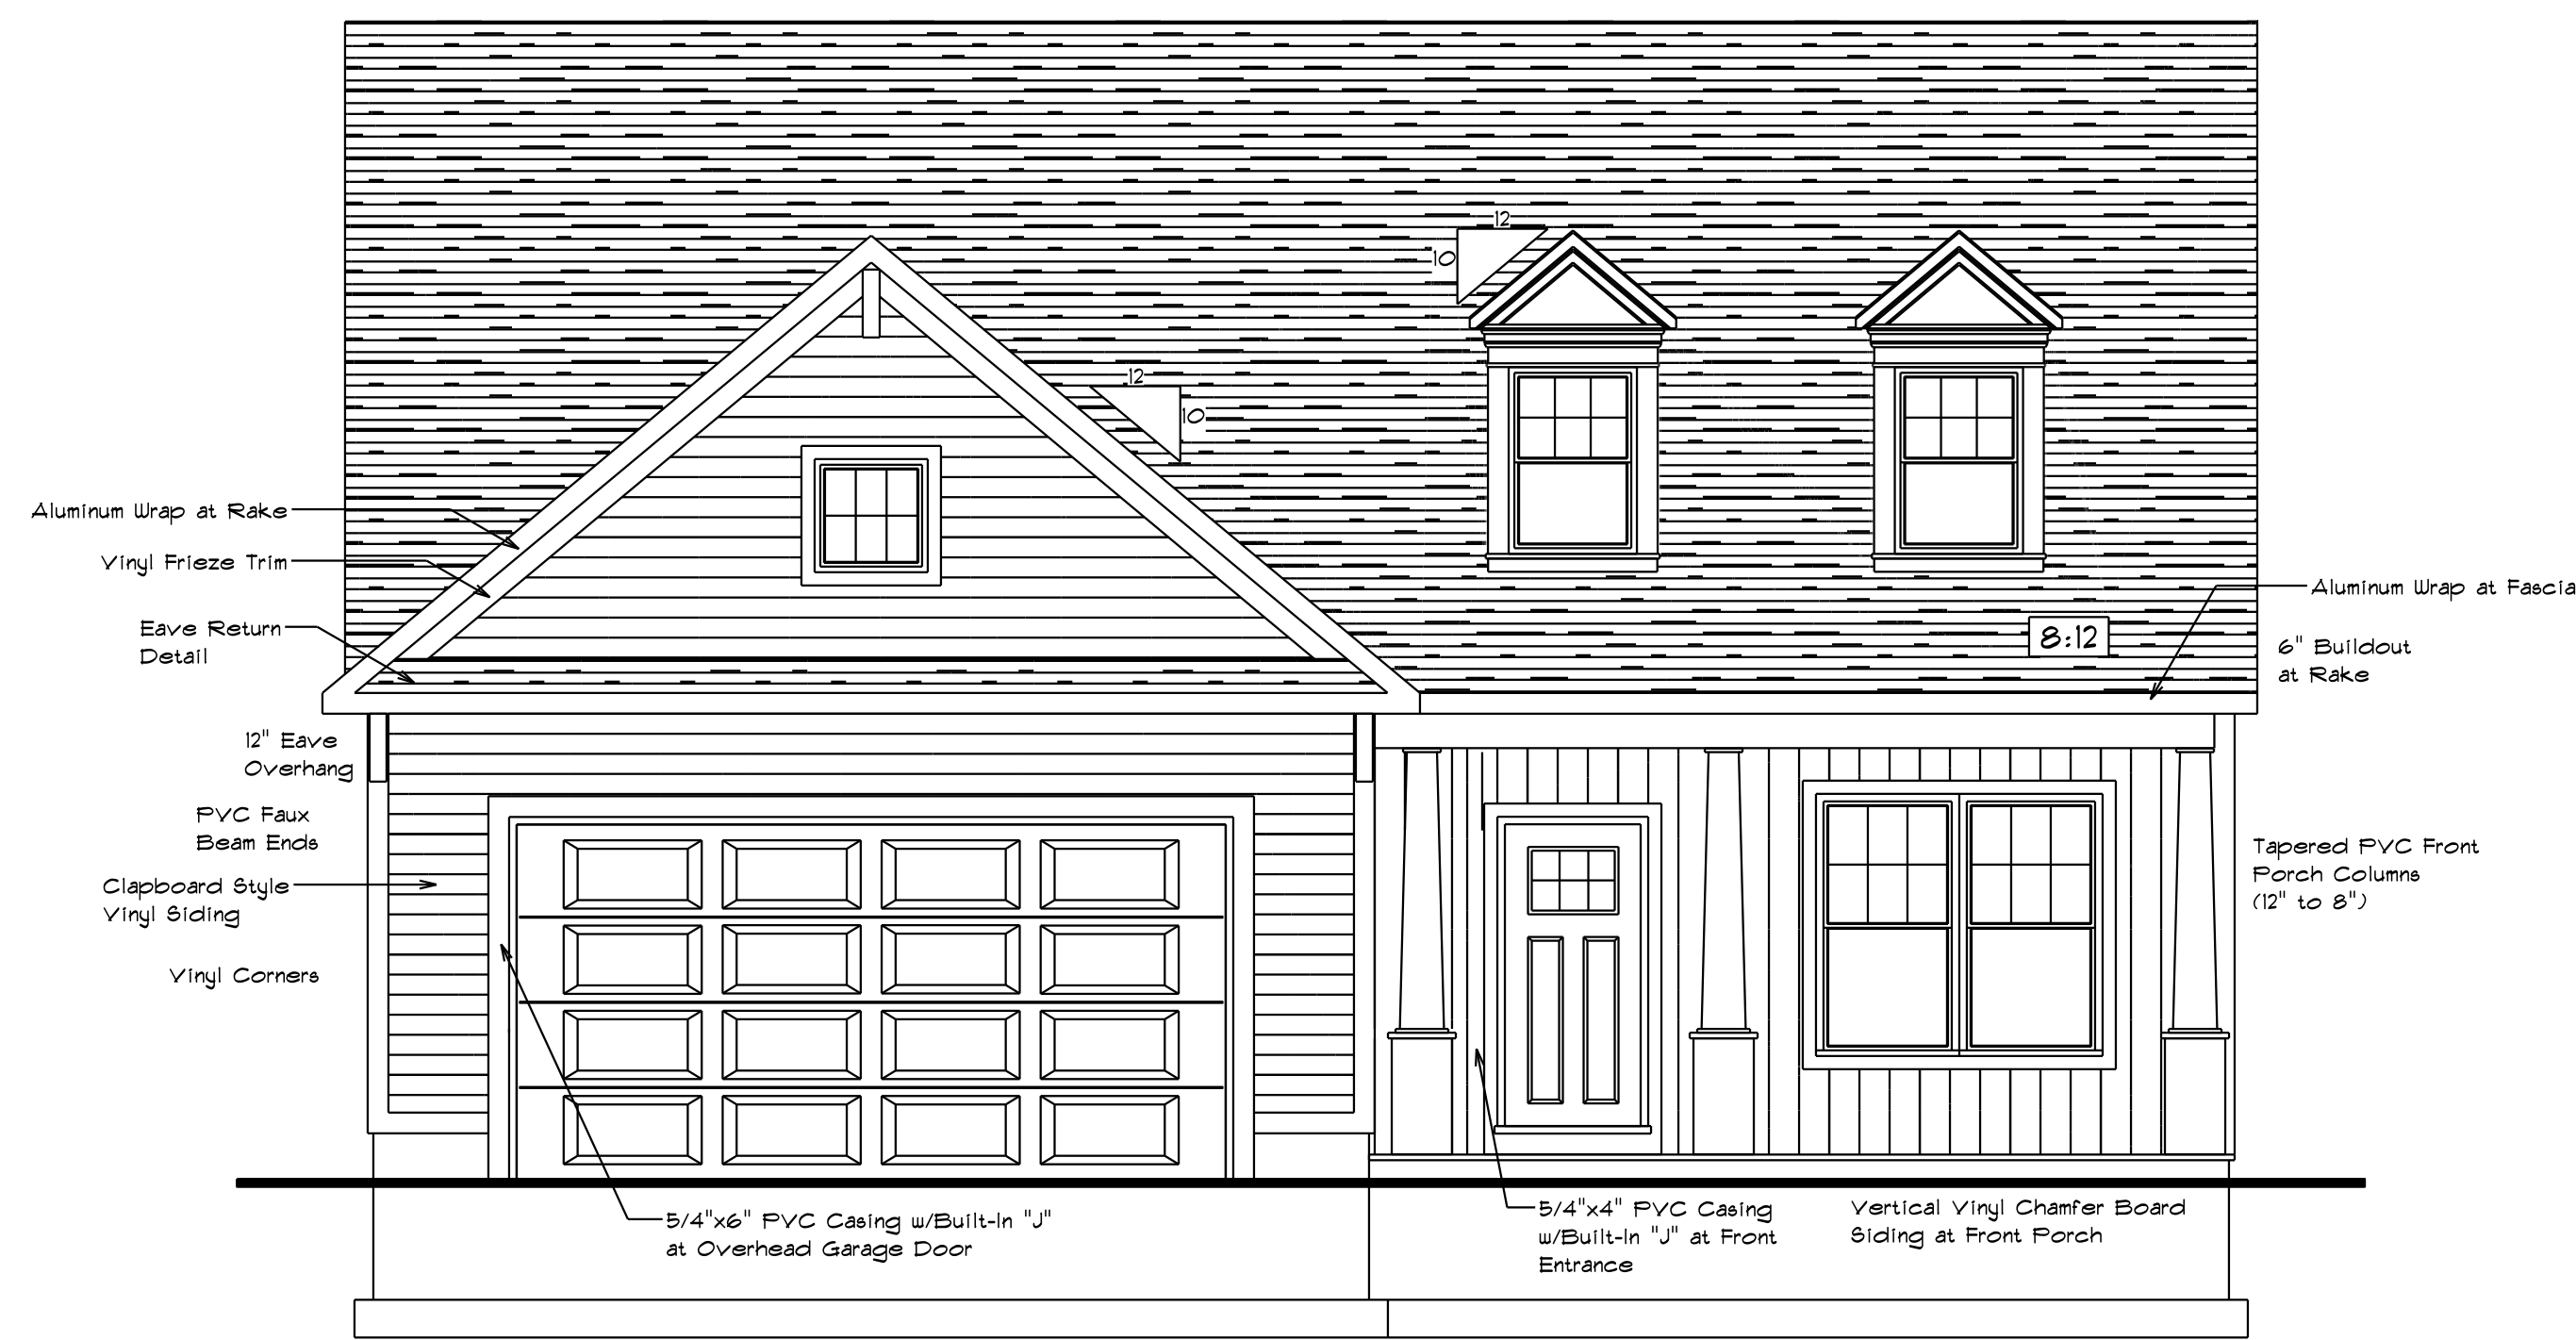 12
10
12
10
Aluminum Wrap at Rake
Vinyl Frieze Trim
Aluminum Wrap at Fascia
Eave Return
Detail
8:12
6" Buildout
at Rake
12" Eave
Overhang
PVC Faux
Beam Ends
Tapered PVC Front
Porch Columns
(12" to 8")
Clapboard Style
Vinyl Siding
Vinyl Corners
5/4"x6" PVC Casing w/Built-In "J"
at Overhead Garage Door
5/4"x4" PVC Casing
w/Built-In "J" at Front
Entrance
Vertical Vinyl Chamfer Board
Siding at Front Porch